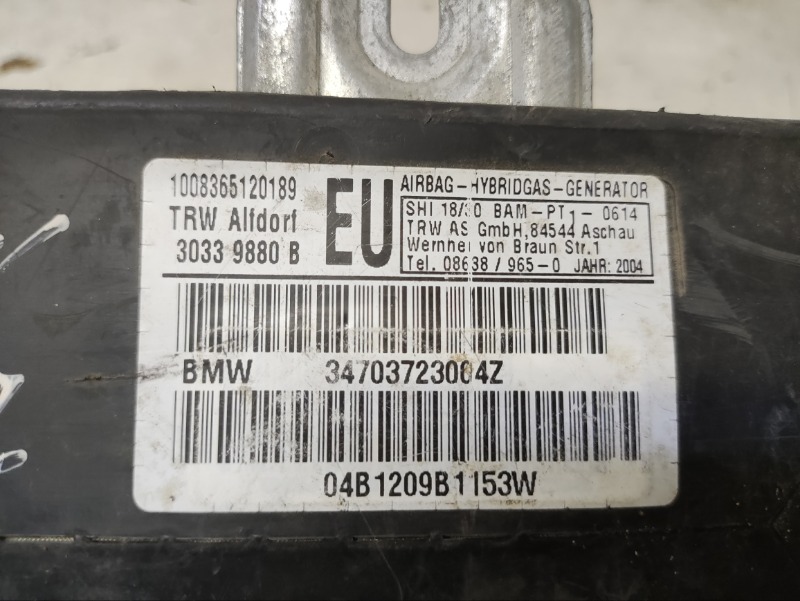 1008365120189
TRW Alfdorf
3033 9880 B
EU
AIRBAG-HYBRIDGAS-GENERATOR
SHI 18/30 BAM-PT1-0614
TRW AS GmbH,84544 Aschau
Wernher von Braun Str.1
Tel. 08638 / 965-0 JAHR: 2004
BMW 34703723084Z
04B1209B1153W